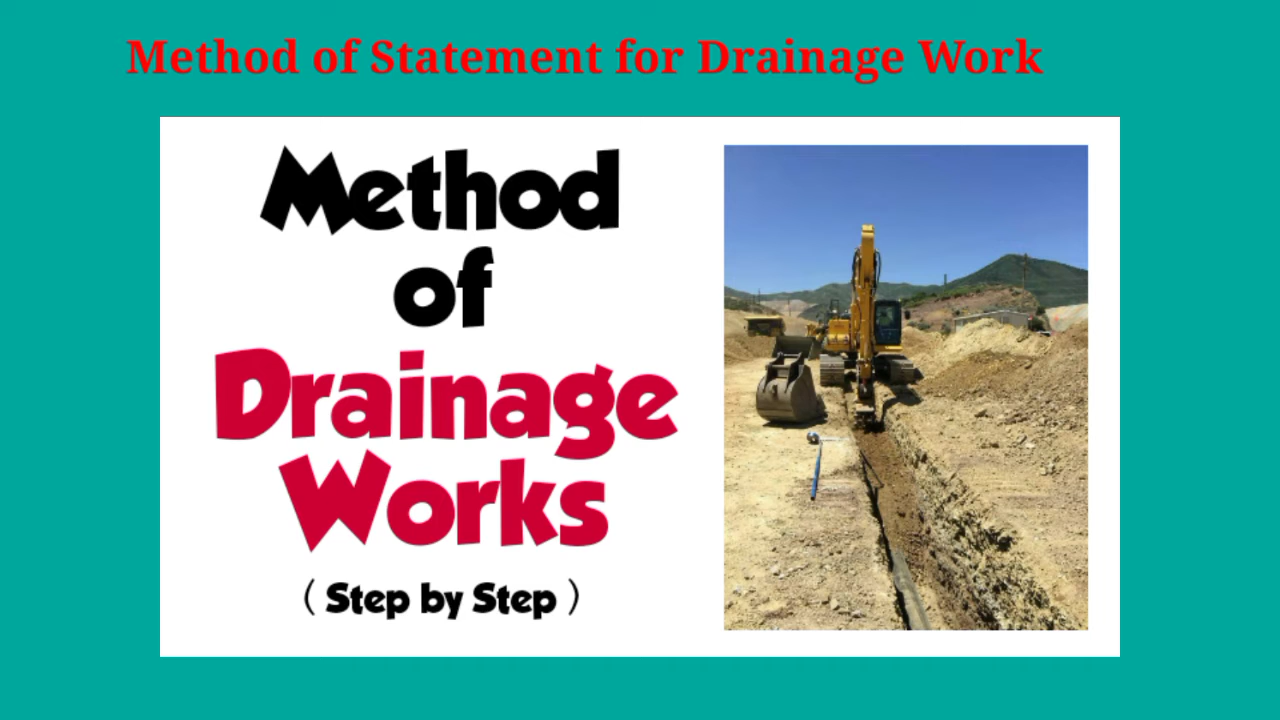 Method of Statement for Drainage Work
Method
of
Drainage
Works
( Step by Step )